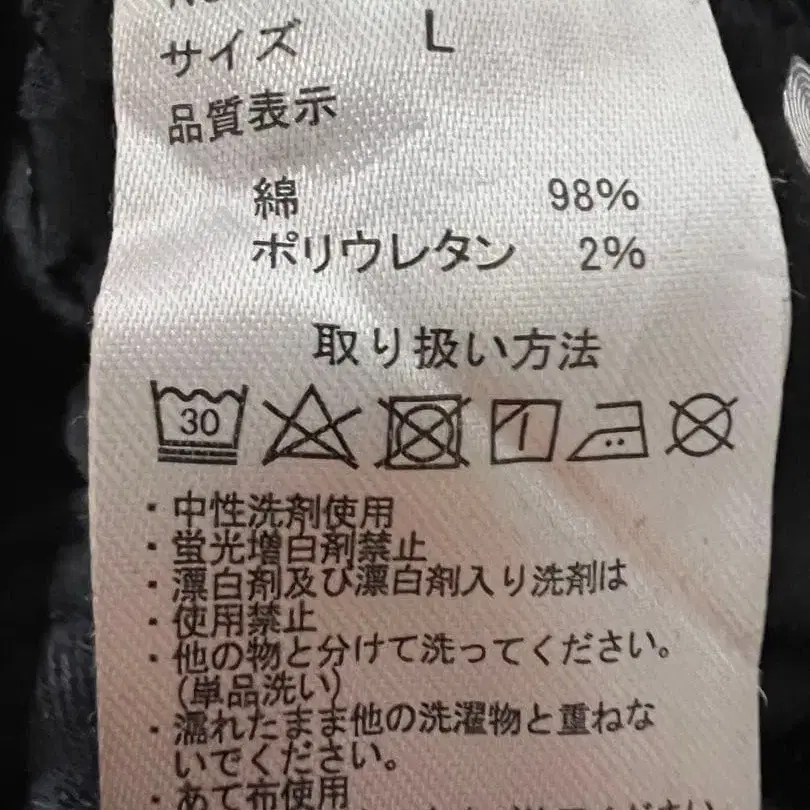 サイズ L
品質表示
綿 98%
ポリウレタン 2%
取り扱い方法
30
・中性洗剤使用
・蛍光増白剤禁止
・漂白剤及び漂白剤入り洗剤は
・使用禁止
・他の物と分けて洗ってください。
(単品洗い)
・濡れたまま他の洗濯物と重ねな
いでください。
・あて布使用